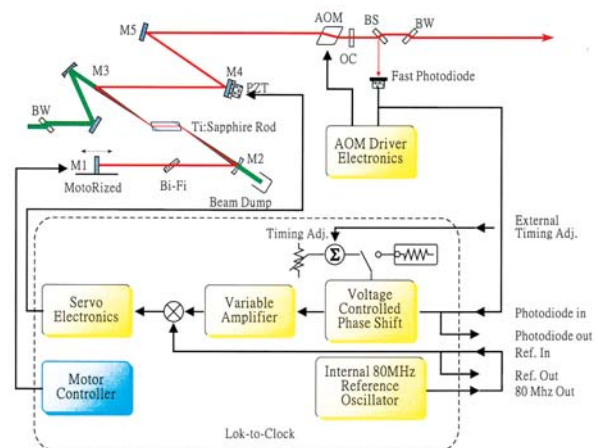 AOM
BS
BW
M5
OC
M3
M4
PZT
Fast Photodiode
BW
Ti:Sapphire Rod
AOM Driver
Electronics
M1
M2
MotoRized
Bi-Fi
Beam Dump
External
Timing Adj.
Timing Adj.
Σ
Servo
Electronics
Variable
Amplifier
Voltage
Controlled
Phase Shift
Photodiode in
Photodiode out
Ref. In
Motor
Controller
Internal 80MHz
Reference
Oscillator
Ref. Out
80 Mhz Out
Lok-to-Clock